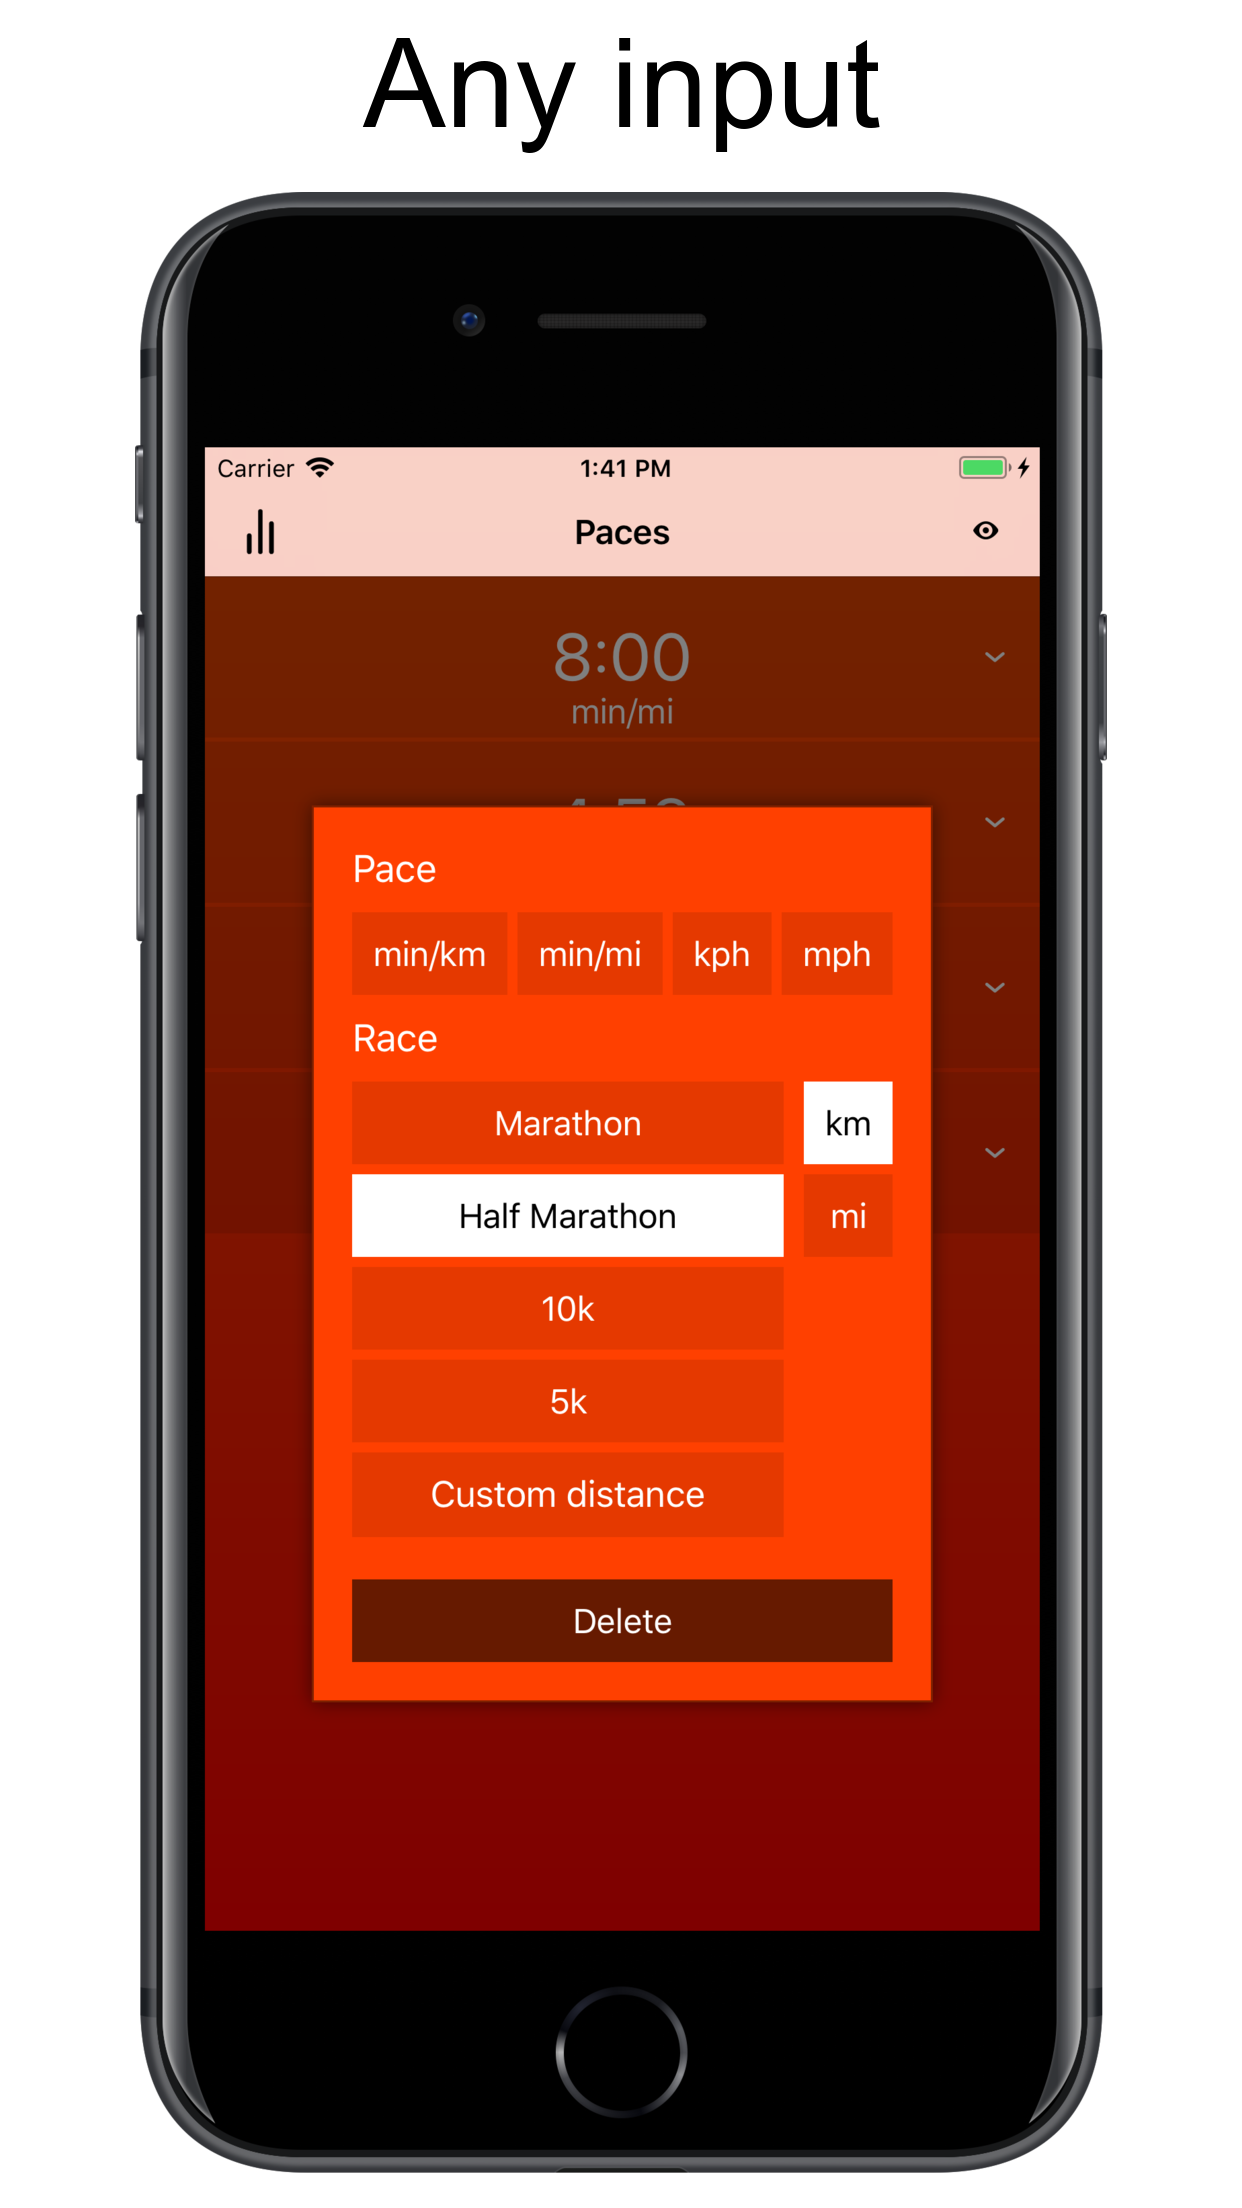 Any input
Carrier 1:41 PM
Paces
8:00
min/mi
Pace
min/km min/mi kph mph
Race
Marathon km
Half Marathon mi
10k
5k
Custom distance
Delete